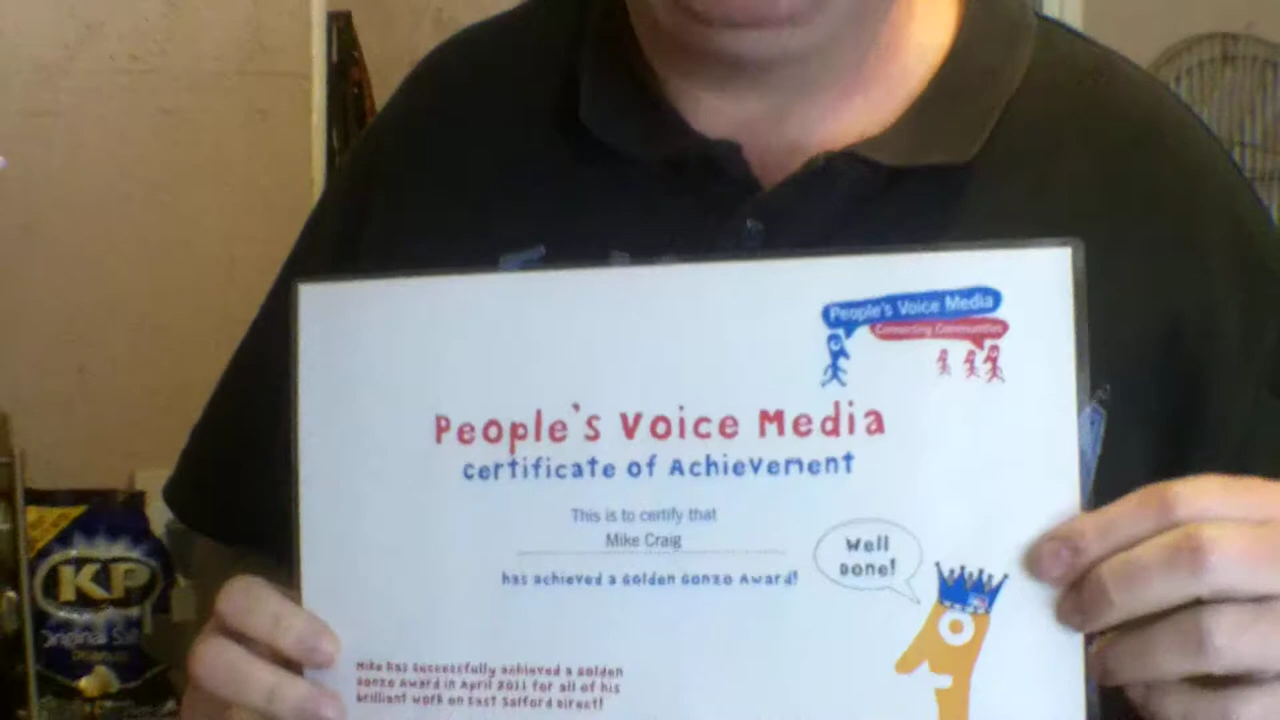 People's Voice Media
Connecting Communities
People's Voice Media
Certificate of Achievement
This is to certify that
Mike Craig
has achieved a Golden Gonzo Award!
Well
Done!
Mike has successfully achieved a Golden
Gonzo Award in April 2011 for all of his
brilliant work on East Salford Direct!
KP
Original